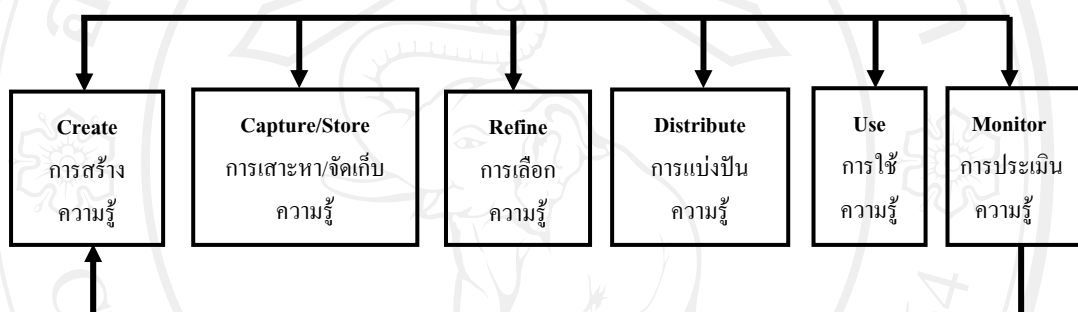 Create
การสร้าง
ความรู้
Capture/Store
การเสาะหา/จัดเก็บ
ความรู้
Refine
การเลือก
ความรู้
Distribute
การแบ่งปัน
ความรู้
Use
การใช้
ความรู้
Monitor
การประเมิน
ความรู้